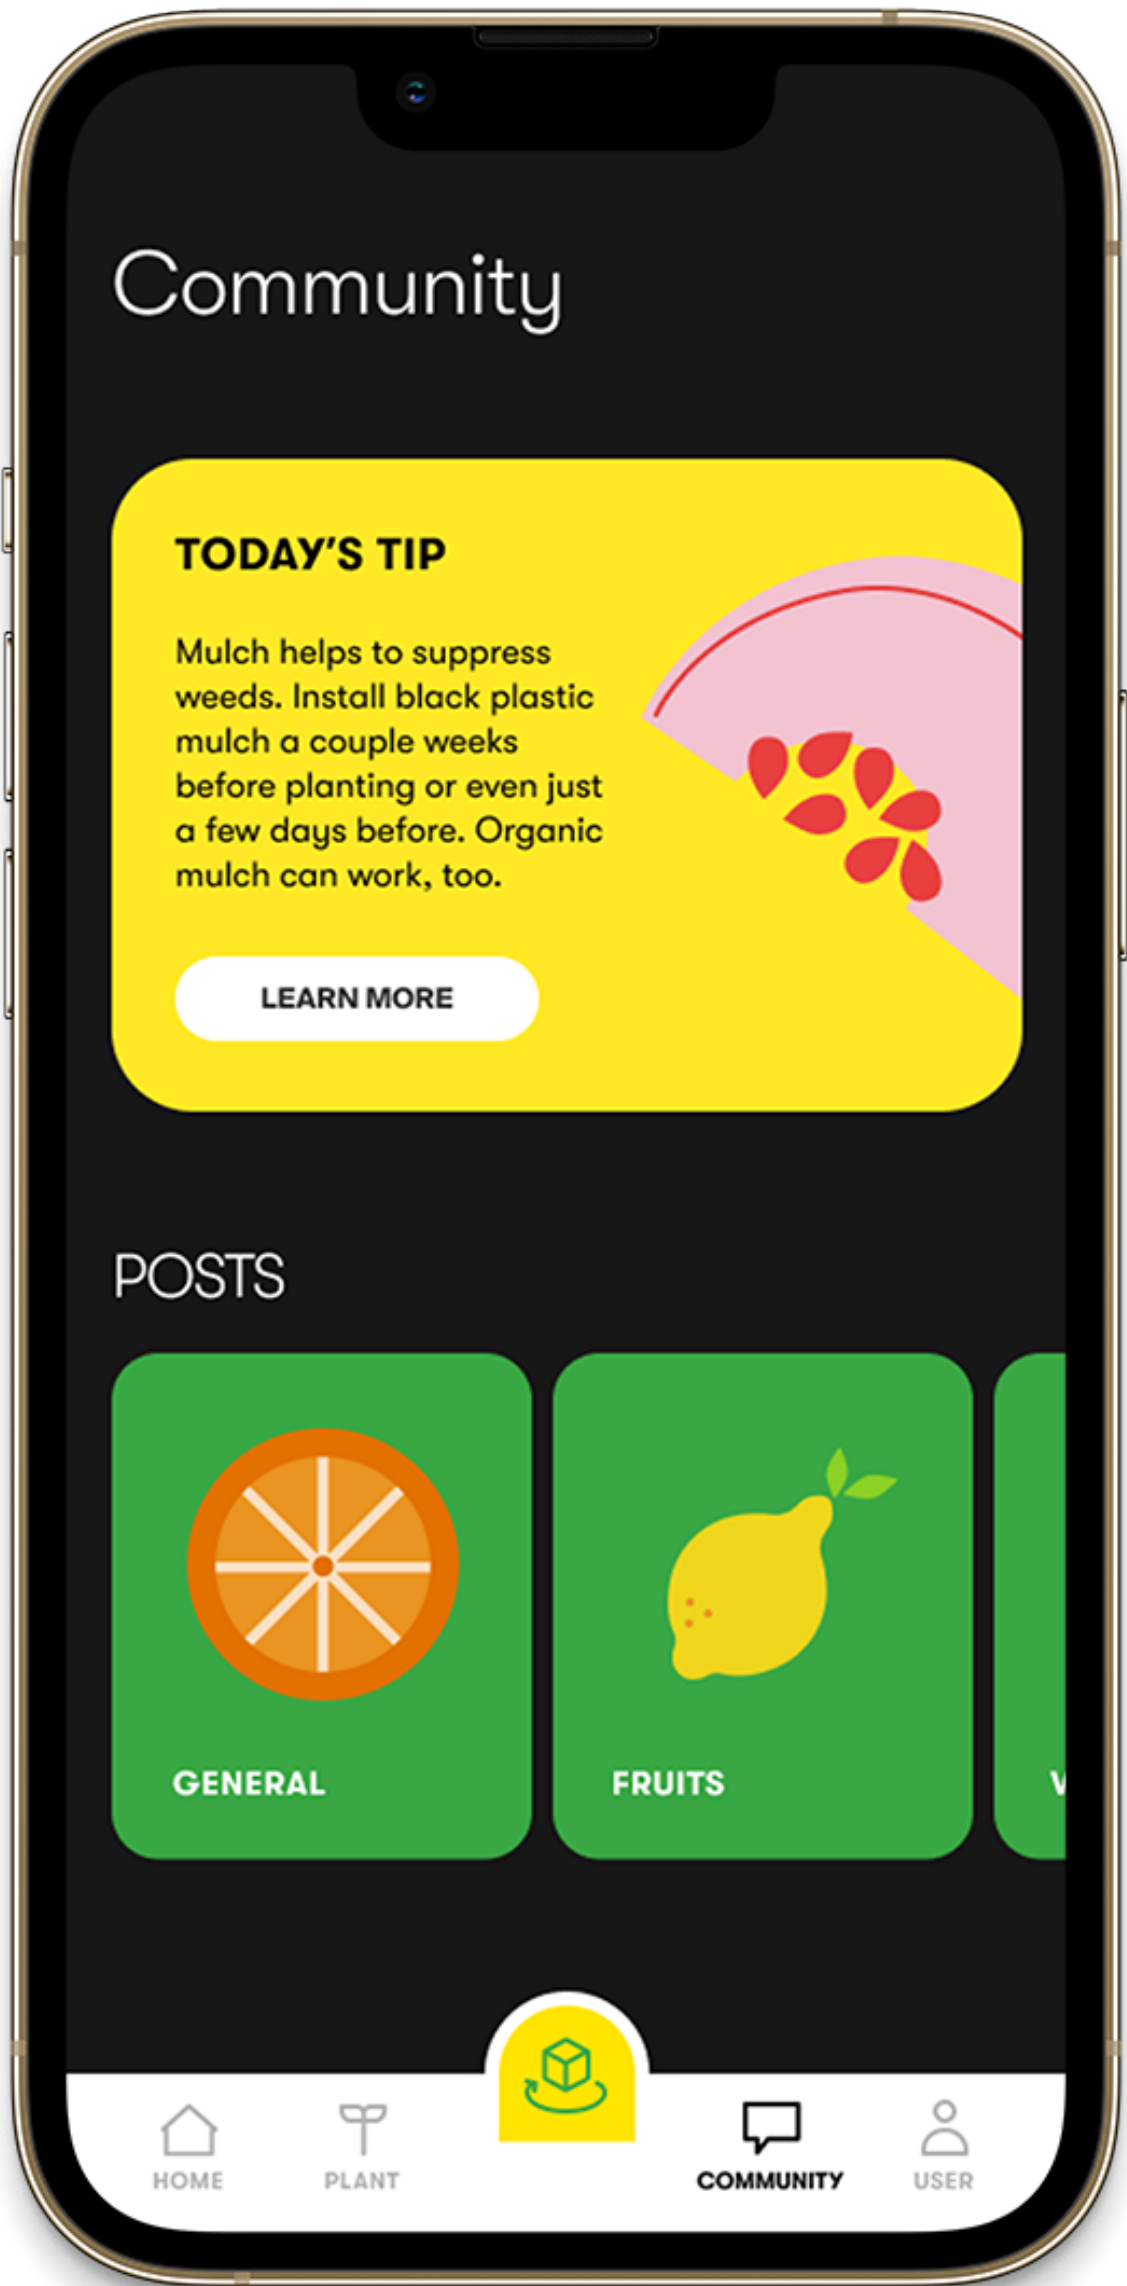 Community
TODAY'S TIP
Mulch helps to suppress
weeds. Install black plastic
mulch a couple weeks
before planting or even just
a few days before. Organic
mulch can work, too.
LEARN MORE
POSTS
GENERAL
FRUITS
HOME
PLANT
COMMUNITY
USER